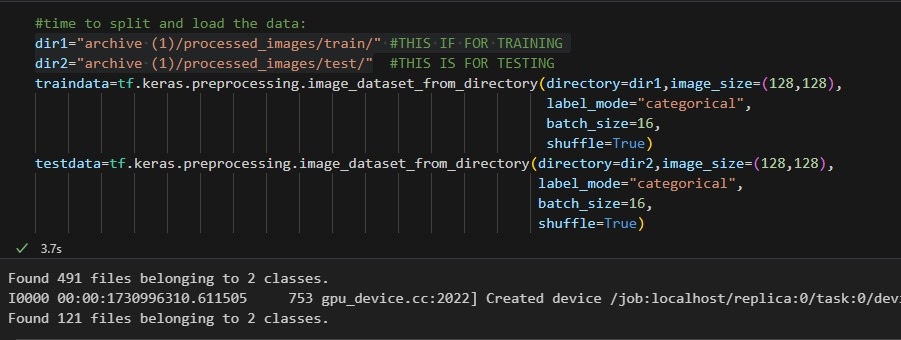 #time to split and load the data:
dir1="archive (1)/processed_images/train/" #THIS IF FOR TRAINING
dir2="archive (1)/processed_images/test/"  #THIS IS FOR TESTING
traindata=tf.keras.preprocessing.image_dataset_from_directory(directory=dir1,image_size=(128,128),
label_mode="categorical",
batch_size=16,
shuffle=True)
testdata=tf.keras.preprocessing.image_dataset_from_directory(directory=dir2,image_size=(128,128),
label_mode="categorical",
batch_size=16,
shuffle=True)
3.7s
Found 491 files belonging to 2 classes.
I0000 00:00:1730996310.611505     753 gpu_device.cc:2022] Created device /job:localhost/replica:0/task:0/devi
Found 121 files belonging to 2 classes.